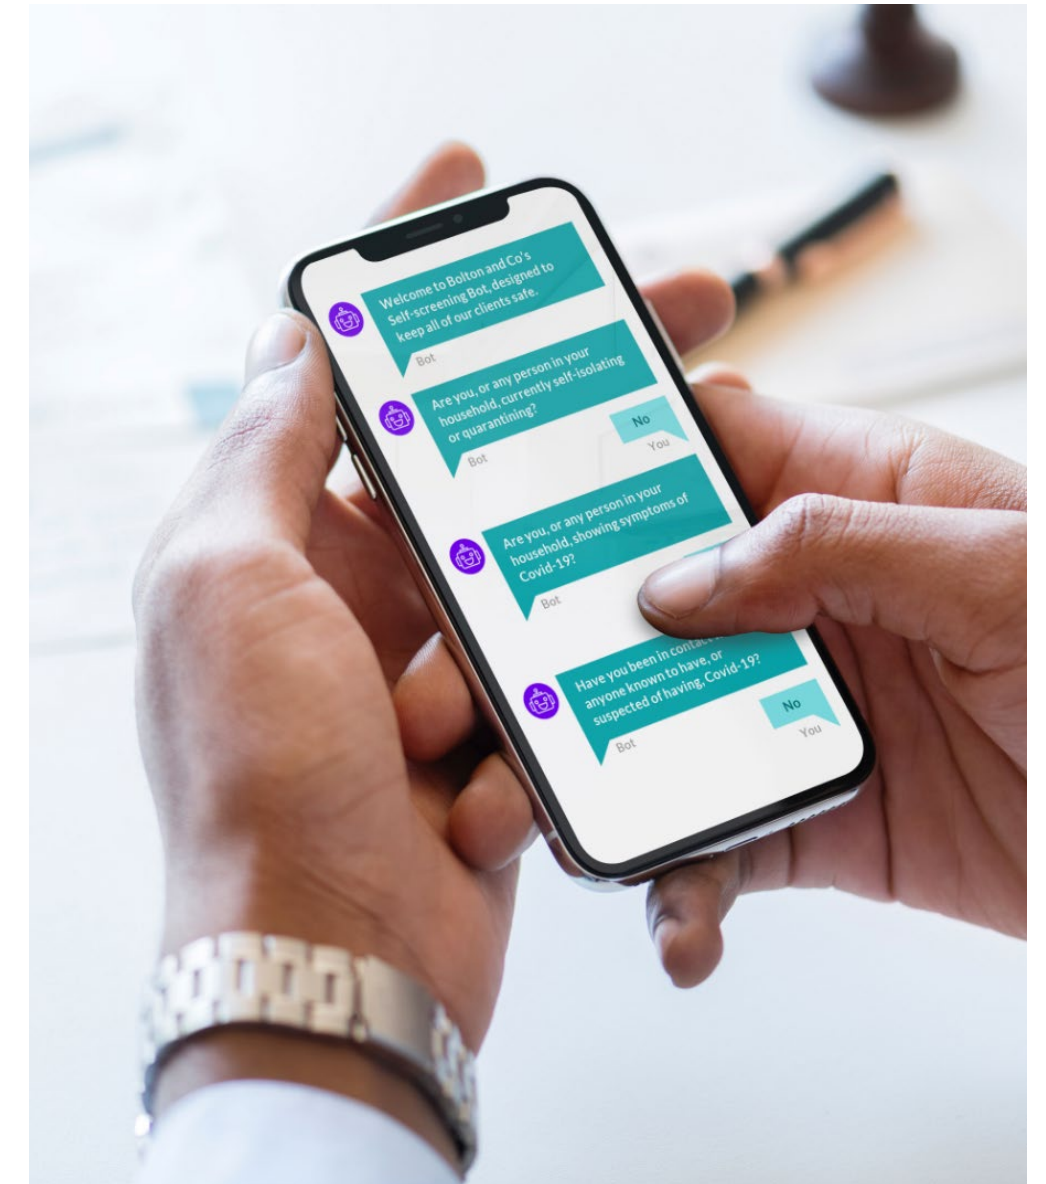 Welcome to Bolton and Co's
Self-screening Bot, designed to
keep all of our clients safe.
Bot
Are you, or any person in your
household, currently self-isolating
or quarantining?
No
Bot
You
Are you, or any person in your
household, showing symptoms of
Covid-19?
Bot
Have you been in contact
anyone known to have, or
suspected of having, Covid-19?
No
Bot
You